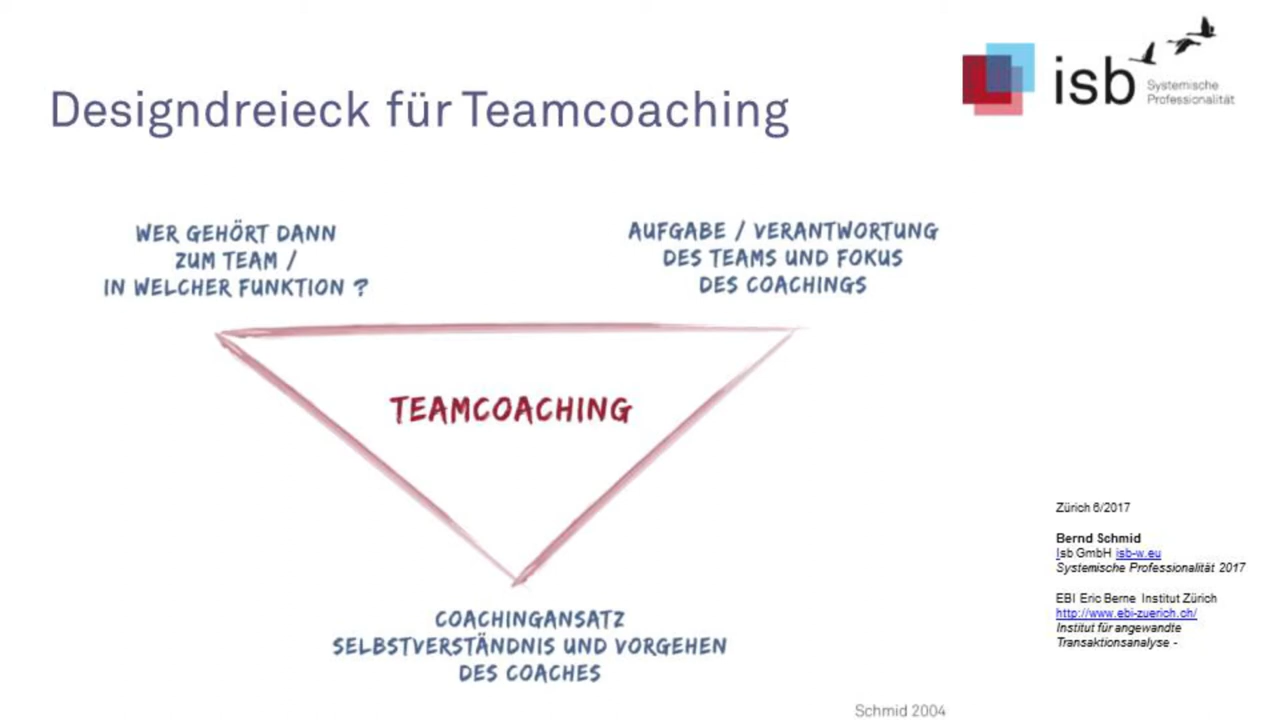 isb
Systemische
Professionalität
Designdreieck für Teamcoaching
WER GEHÖRT DANN
ZUM TEAM /
IN WELCHER FUNKTION ?
AUFGABE / VERANTWORTUNG
DES TEAMS UND FOKUS
DES COACHINGS
TEAMCOACHING
COACHINGANSATZ
SELBSTVERSTÄNDNIS UND VORGEHEN
DES COACHES
Zürich 6/2017
Bernd Schmid
Isb GmbH isb-w.eu
Systemische Professionalität 2017
EBI Eric Berne Institut Zürich
http://www.ebi-zuerich.ch/
Institut für angewandte
Transaktionsanalyse -
Schmid 2004